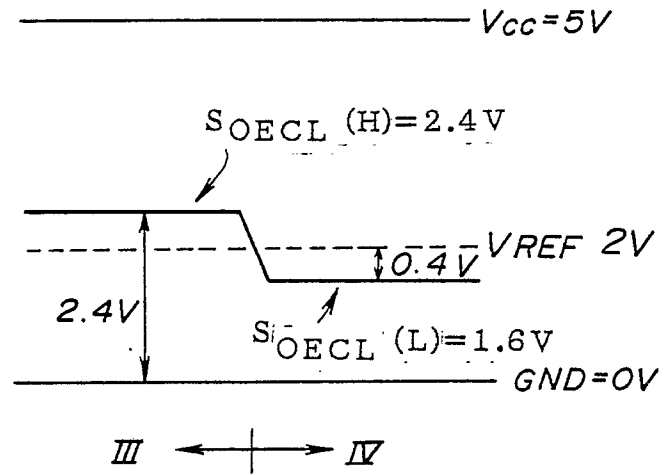 Vcc=5V
SOECL (H)=2.4V
VREF 2V
0.4V
2.4V
SOECL (L)=1.6V
GND=0V
III IV